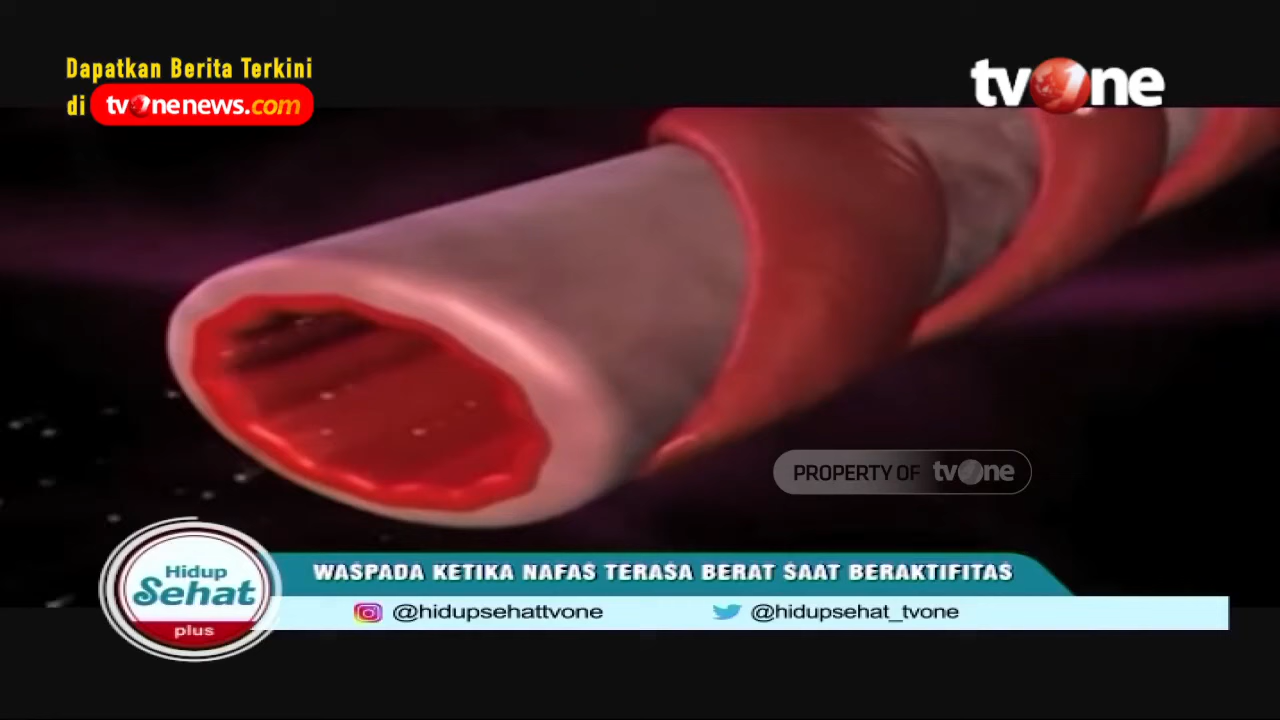 Dapatkan Berita Terkini
di tvonenews.com
tvOne
PROPERTY OF tvOne
Hidup
Sehat
plus
WASPADA KETIKA NAFAS TERASA BERAT SAAT BERAKTIFITAS
@hidupsehattvone
@hidupsehat_tvone